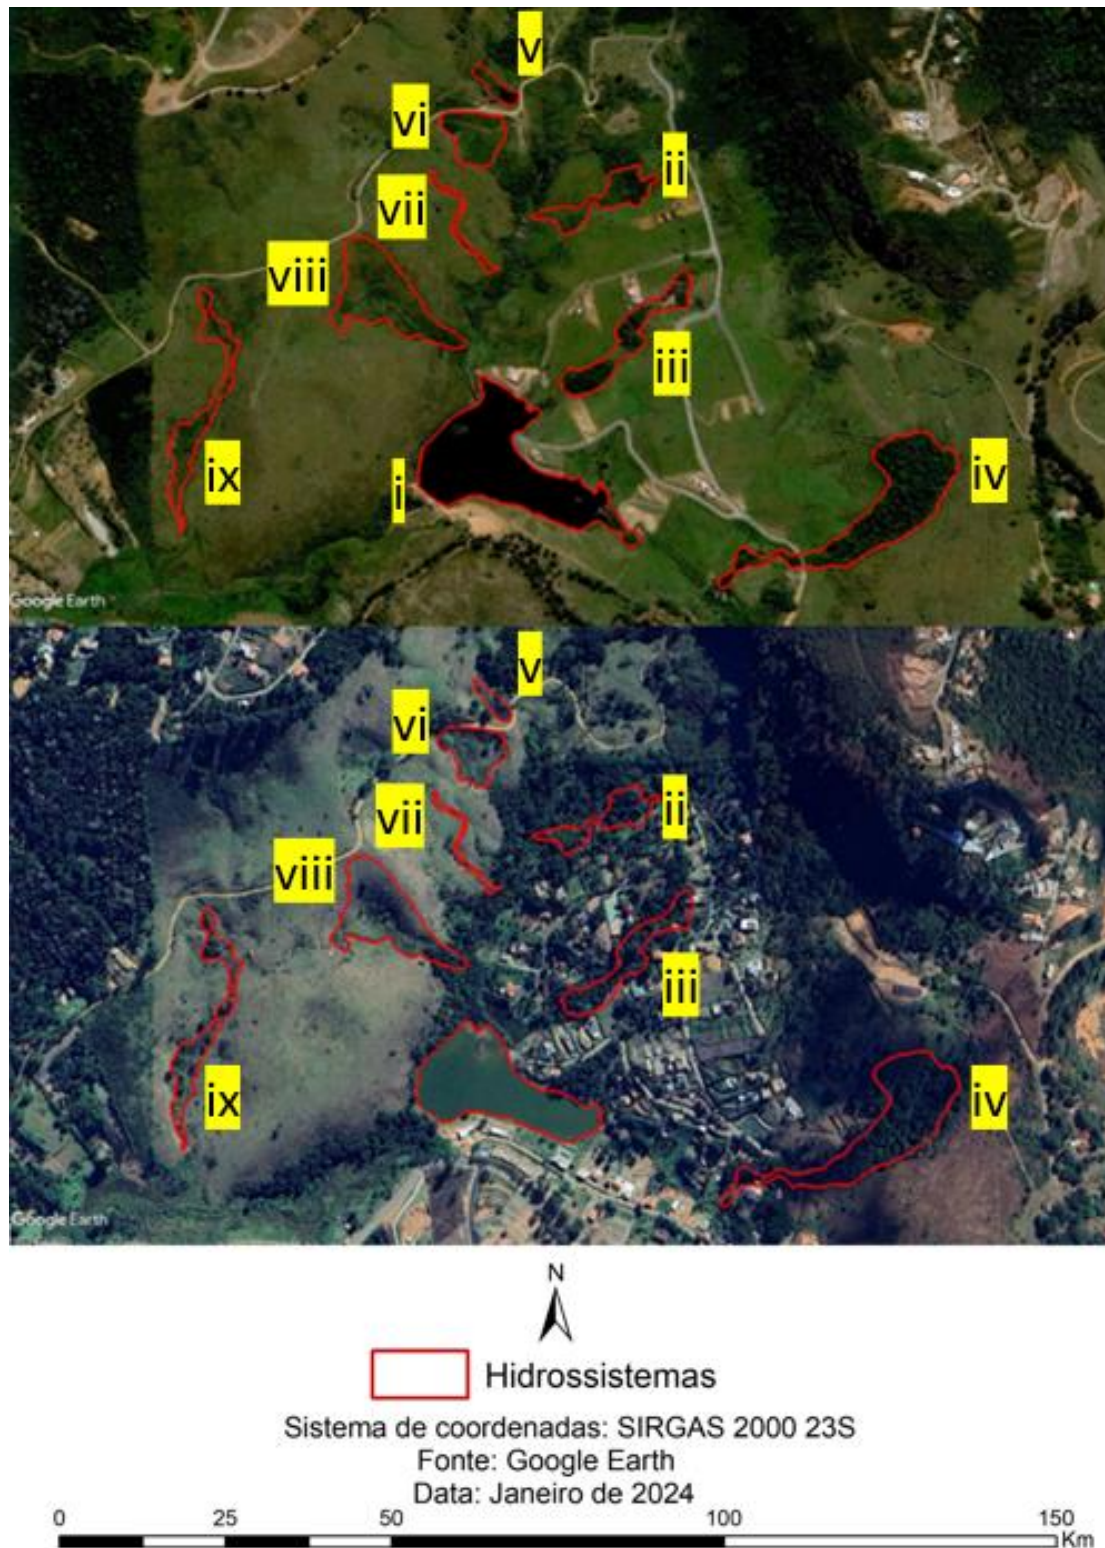 v
vi
ii
vii
viii
iii
ix
i
iv
Google Earth
v
vi
ii
vii
viii
iii
ix
iv
Google Earth
N
Hidrossistemas
Sistema de coordenadas: SIRGAS 2000 23S
Fonte: Google Earth
Data: Janeiro de 2024
0 25 50 100 150
Km